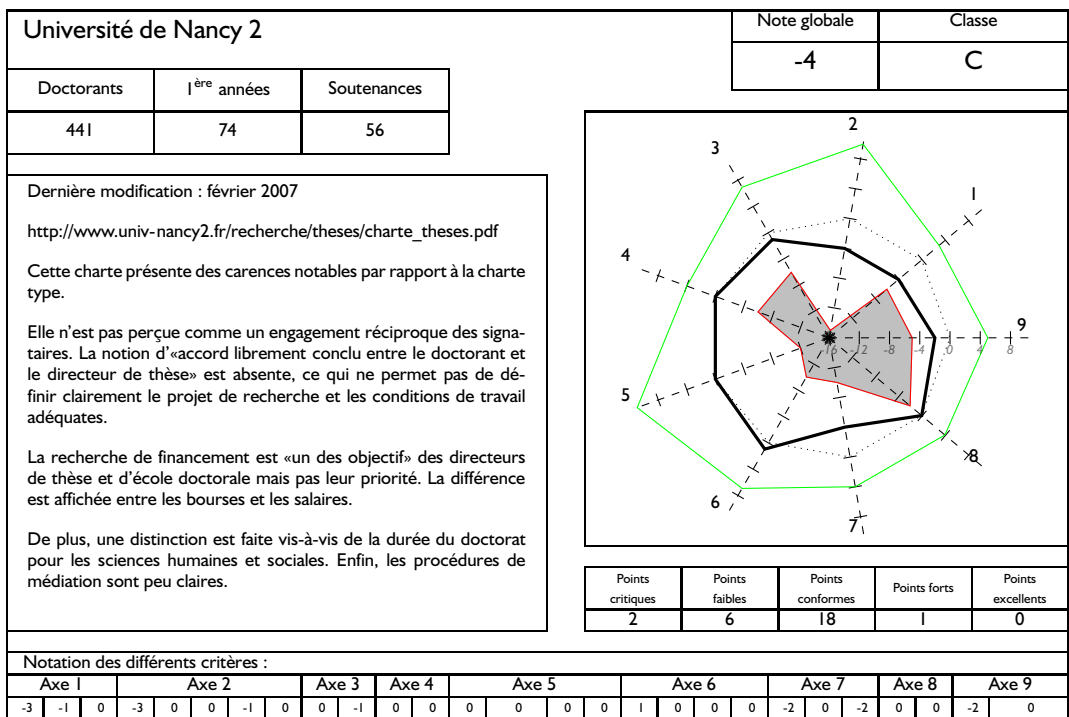 Université de Nancy 2
Note globale Classe
-4 C
Doctorants 1ère années Soutenances
441 74 56
Dernière modification : février 2007
http://www.univ-nancy2.fr/recherche/theses/charte_theses.pdf
Cette charte présente des carences notables par rapport à la charte
type.
Elle n'est pas perçue comme un engagement réciproque des signa-
taires. La notion d'«accord librement conclu entre le doctorant et
le directeur de thèse» est absente, ce qui ne permet pas de dé-
finir clairement le projet de recherche et les conditions de travail
adéquates.
La recherche de financement est «un des objectif» des directeurs
de thèse et d'école doctorale mais pas leur priorité. La différence
est affichée entre les bourses et les salaires.
De plus, une distinction est faite vis-à-vis de la durée du doctorat
pour les sciences humaines et sociales. Enfin, les procédures de
médiation sont peu claires.
2
3
1
4
9
-16 -12 -8 -4 0 4 8
5
8
6
7
Points critiques Points faibles Points conformes Points forts Points excellents
2 6 18 1 0
Notation des différents critères :
Axe 1 Axe 2 Axe 3 Axe 4 Axe 5 Axe 6 Axe 7 Axe 8 Axe 9
-3 -1 0 -3 0 0 -1 0 0 -1 0 0 0 0 0 0 1 0 0 0 -2 0 -2 0 0 -2 0